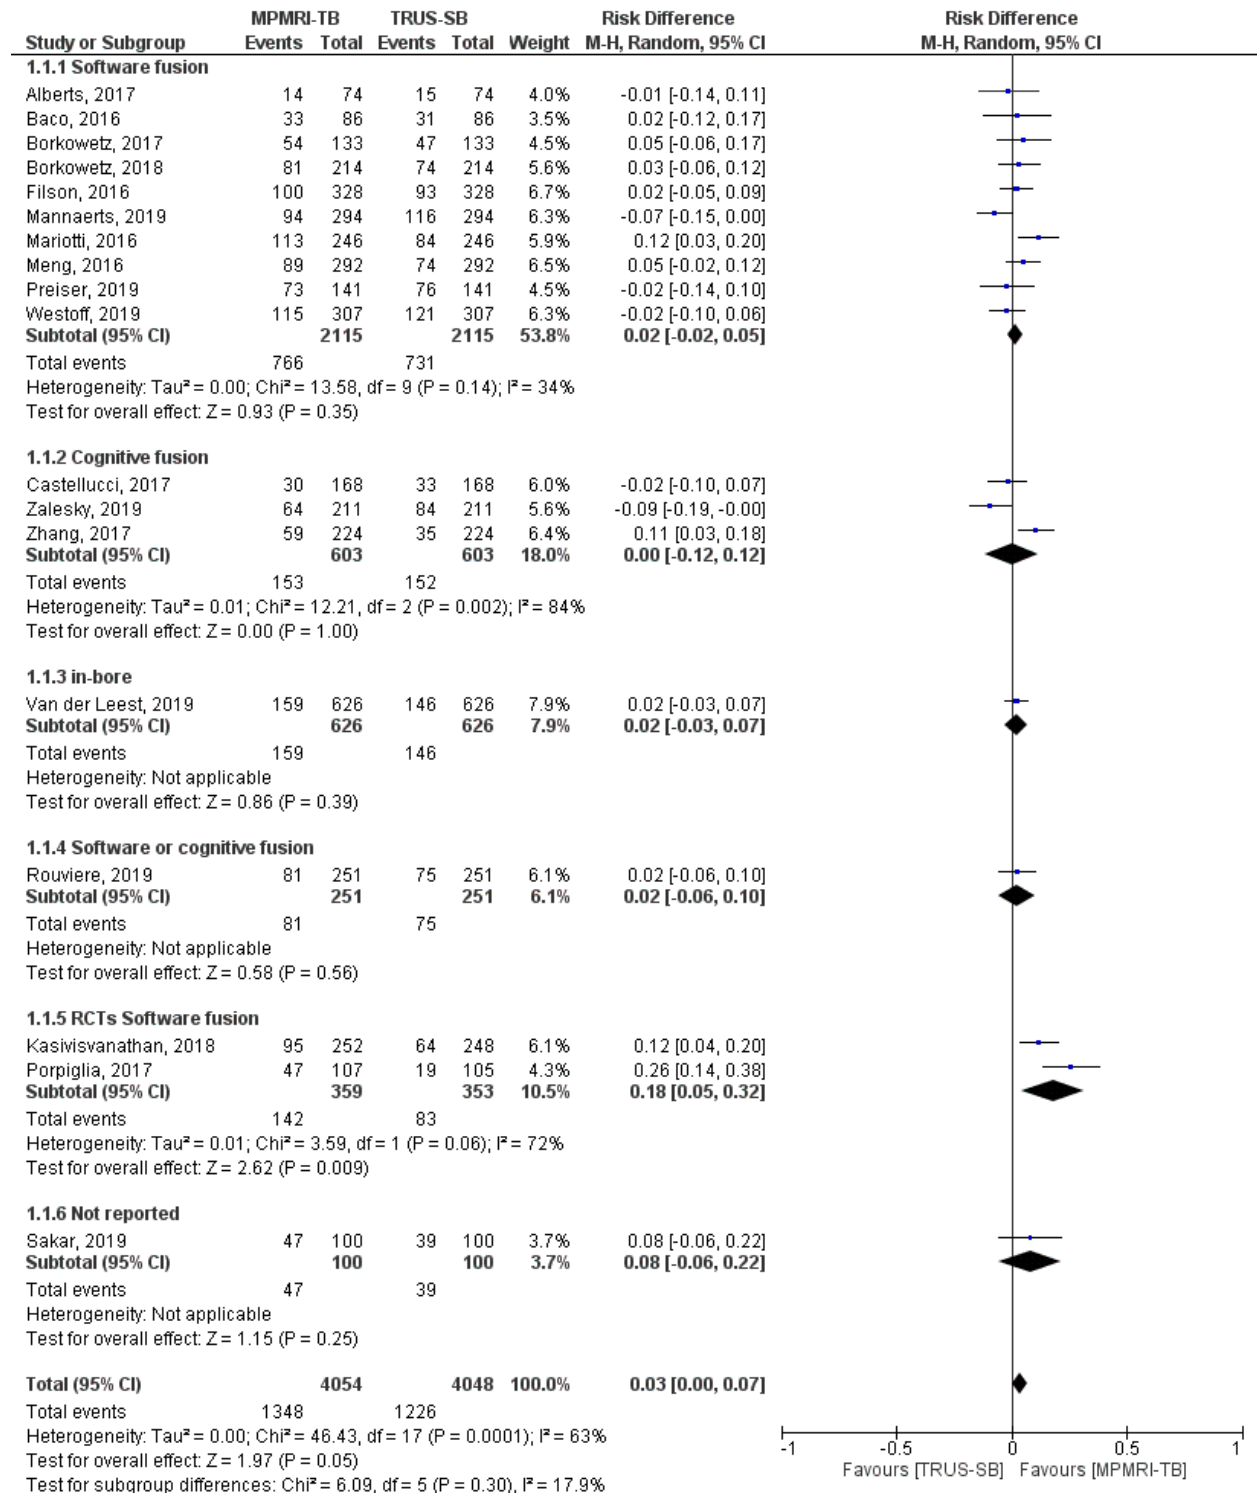 MPMRI-TB TRUS-SB Risk Difference Risk Difference
Study or Subgroup Events Total Events Total Weight M-H, Random, 95% CI M-H, Random, 95% CI
1.1.1 Software fusion
Alberts, 2017 14 74 15 74 4.0% -0.01 [-0.14, 0.11]
Baco, 2016 33 86 31 86 3.5% 0.02 [-0.12, 0.17]
Borkowetz, 2017 54 133 47 133 4.5% 0.05 [-0.06, 0.17]
Borkowetz, 2018 81 214 74 214 5.6% 0.03 [-0.06, 0.12]
Filson, 2016 100 328 93 328 6.7% 0.02 [-0.05, 0.09]
Mannaerts, 2019 94 294 116 294 6.3% -0.07 [-0.15, 0.00]
Mariotti, 2016 113 246 84 246 5.9% 0.12 [0.03, 0.20]
Meng, 2016 89 292 74 292 6.5% 0.05 [-0.02, 0.12]
Preiser, 2019 73 141 76 141 4.5% -0.02 [-0.14, 0.10]
Westoff, 2019 115 307 121 307 6.3% -0.02 [-0.10, 0.06]
Subtotal (95% CI) 2115 2115 53.8% 0.02 [-0.02, 0.05]
Total events 766 731
Heterogeneity: Tau² = 0.00; Chi² = 13.58, df = 9 (P = 0.14); I² = 34%
Test for overall effect: Z = 0.93 (P = 0.35)
1.1.2 Cognitive fusion
Castellucci, 2017 30 168 33 168 6.0% -0.02 [-0.10, 0.07]
Zalesky, 2019 64 211 84 211 5.6% -0.09 [-0.19, -0.00]
Zhang, 2017 59 224 35 224 6.4% 0.11 [0.03, 0.18]
Subtotal (95% CI) 603 603 18.0% 0.00 [-0.12, 0.12]
Total events 153 152
Heterogeneity: Tau² = 0.01; Chi² = 12.21, df = 2 (P = 0.002); I² = 84%
Test for overall effect: Z = 0.00 (P = 1.00)
1.1.3 in-bore
Van der Leest, 2019 159 626 146 626 7.9% 0.02 [-0.03, 0.07]
Subtotal (95% CI) 626 626 7.9% 0.02 [-0.03, 0.07]
Total events 159 146
Heterogeneity: Not applicable
Test for overall effect: Z = 0.86 (P = 0.39)
1.1.4 Software or cognitive fusion
Rouviere, 2019 81 251 75 251 6.1% 0.02 [-0.06, 0.10]
Subtotal (95% CI) 251 251 6.1% 0.02 [-0.06, 0.10]
Total events 81 75
Heterogeneity: Not applicable
Test for overall effect: Z = 0.58 (P = 0.56)
1.1.5 RCTs Software fusion
Kasivisvanathan, 2018 95 252 64 248 6.1% 0.12 [0.04, 0.20]
Porpiglia, 2017 47 107 19 105 4.3% 0.26 [0.14, 0.38]
Subtotal (95% CI) 359 353 10.5% 0.18 [0.05, 0.32]
Total events 142 83
Heterogeneity: Tau² = 0.01; Chi² = 3.59, df = 1 (P = 0.06); I² = 72%
Test for overall effect: Z = 2.62 (P = 0.009)
1.1.6 Not reported
Sakar, 2019 47 100 39 100 3.7% 0.08 [-0.06, 0.22]
Subtotal (95% CI) 100 100 3.7% 0.08 [-0.06, 0.22]
Total events 47 39
Heterogeneity: Not applicable
Test for overall effect: Z = 1.15 (P = 0.25)
Total (95% CI) 4054 4048 100.0% 0.03 [0.00, 0.07]
Total events 1348 1226
Heterogeneity: Tau² = 0.00; Chi² = 46.43, df = 17 (P = 0.0001); I² = 63%
Test for overall effect: Z = 1.97 (P = 0.05)
Test for subgroup differences: Chi² = 6.09, df = 5 (P = 0.30), I² = 17.9%
-1 -0.5 0 0.5 1
Favours [TRUS-SB] Favours [MPMRI-TB]